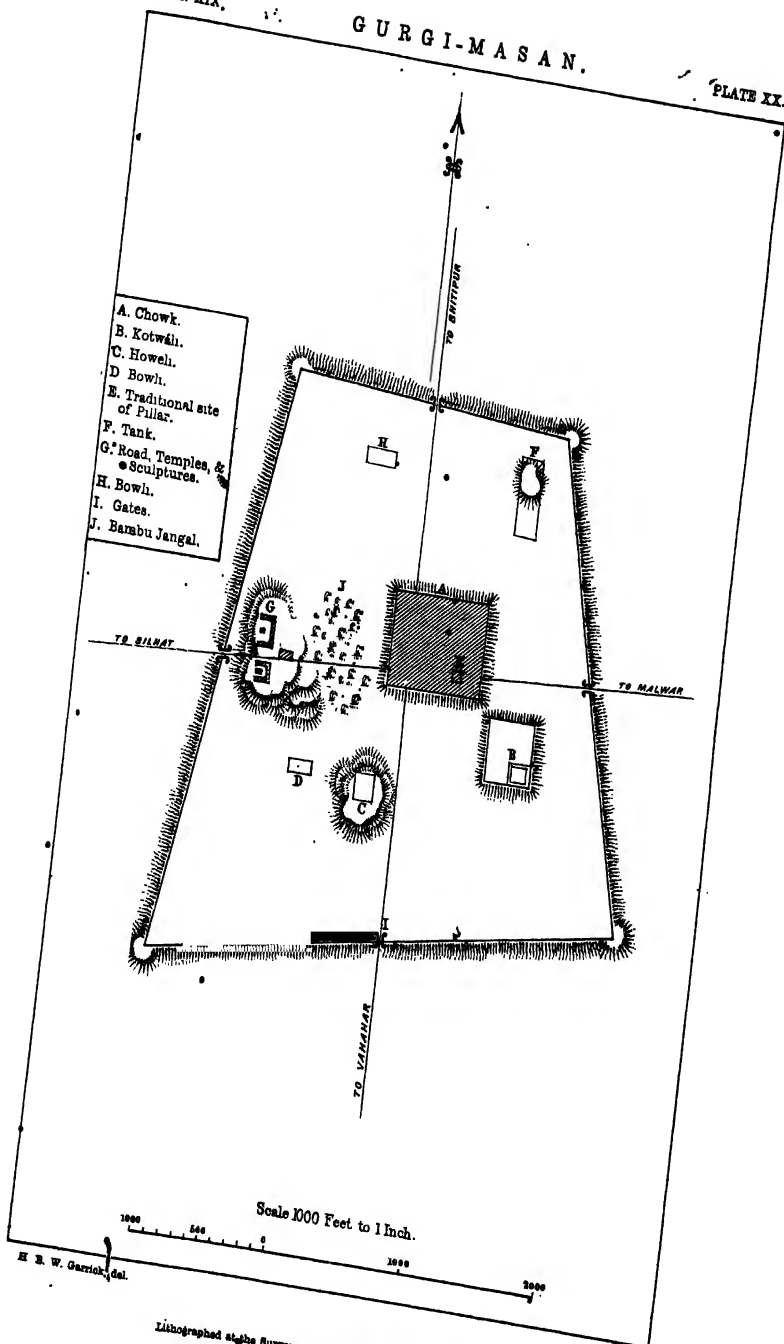 GURGI-MASAN.
PLATE XX.
A. Chowk.
B. Kotwáli.
C. Howeli.
D Bowli.
E. Traditional site
of Pillar.
F. Tank.
G. Road, Temples, &
Sculptures.
H. Bowli.
I. Gates.
J. Bambu Jangal.
TO BHITIPUR
H
F
A
J
G
TO SILHAT
TO MALWAR
B
D
C
I
TO VAHAHAR
Scale 1000 Feet to 1 Inch.
1000 500 0 1000 2000
H B. W. Garrick, del.
Lithographed at the